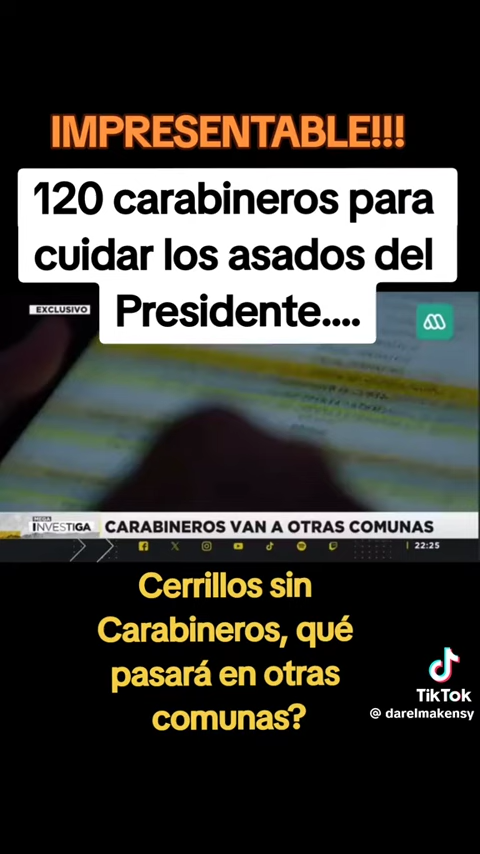 IMPRESENTABLE!!!
120 carabineros para
cuidar los asados del
Presidente....
EXCLUSIVO
MEGA
INVESTIGA
CARABINEROS VAN A OTRAS COMUNAS
22:25
Cerrillos sin
Carabineros, qué
pasará en otras
comunas?
TikTok
@ darelmakensy